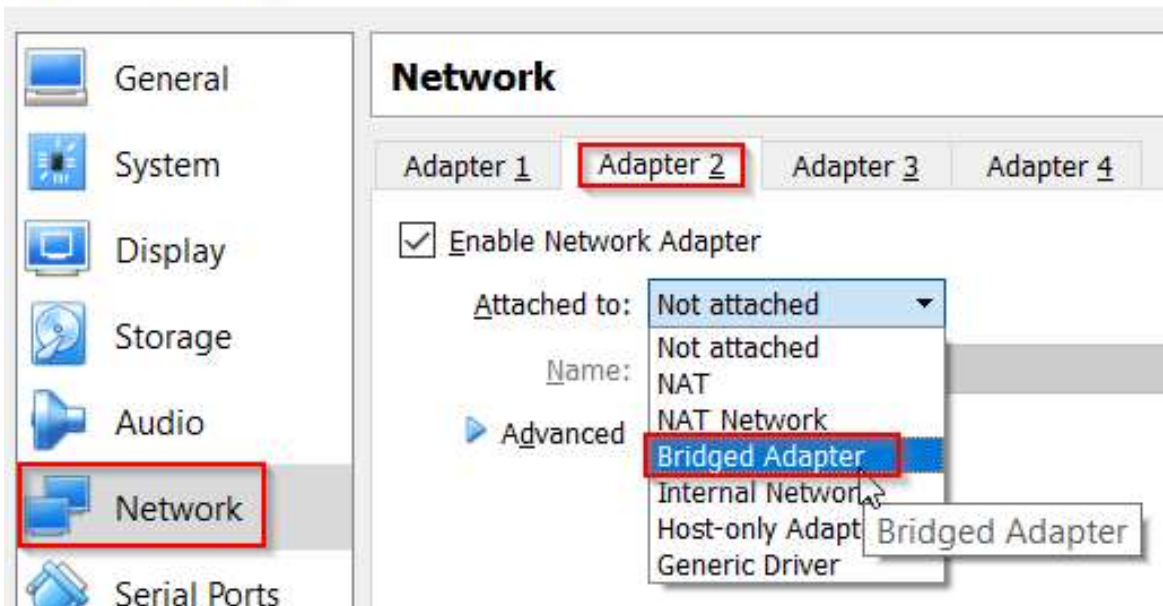 General
System
Display
Storage
Audio
Network
Serial Ports
Network
Adapter 1 Adapter 2 Adapter 3 Adapter 4
Enable Network Adapter
Attached to: Not attached
Name:
Advanced
Not attached
NAT
NAT Network
Bridged Adapter
Internal Network
Host-only Adapt
Generic Driver
Bridged Adapter